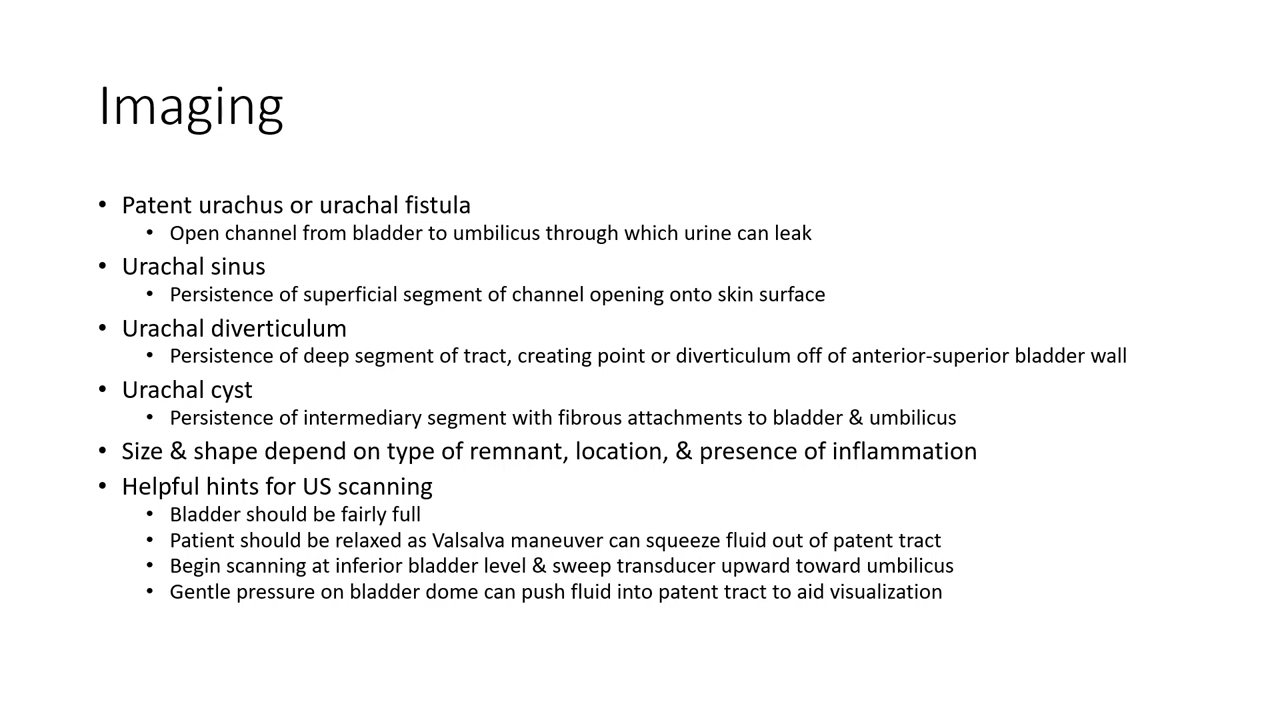 Imaging
• Patent urachus or urachal fistula
• Open channel from bladder to umbilicus through which urine can leak
• Urachal sinus
• Persistence of superficial segment of channel opening onto skin surface
• Urachal diverticulum
• Persistence of deep segment of tract, creating point or diverticulum off of anterior-superior bladder wall
• Urachal cyst
• Persistence of intermediary segment with fibrous attachments to bladder & umbilicus
• Size & shape depend on type of remnant, location, & presence of inflammation
• Helpful hints for US scanning
• Bladder should be fairly full
• Patient should be relaxed as Valsalva maneuver can squeeze fluid out of patent tract
• Begin scanning at inferior bladder level & sweep transducer upward toward umbilicus
• Gentle pressure on bladder dome can push fluid into patent tract to aid visualization